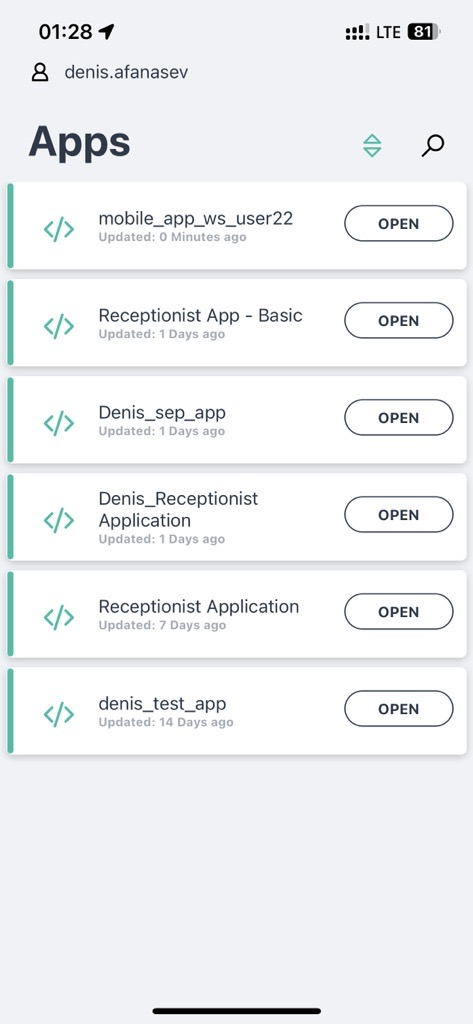 01:28 LTE 81
denis.afanasev
Apps
mobile_app_ws_user22
Updated: 0 Minutes ago
OPEN
Receptionist App - Basic
Updated: 1 Days ago
OPEN
Denis_sep_app
Updated: 1 Days ago
OPEN
Denis_Receptionist
Application
Updated: 1 Days ago
OPEN
Receptionist Application
Updated: 7 Days ago
OPEN
denis_test_app
Updated: 14 Days ago
OPEN